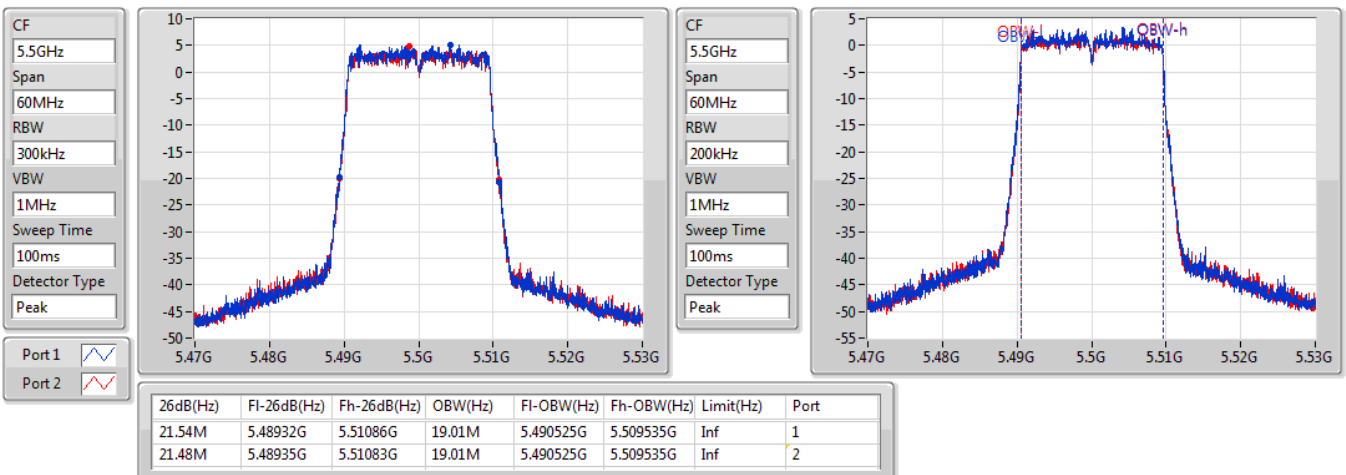 CF
5.5GHz
Span
60MHz
RBW
300kHz
VBW
1MHz
Sweep Time
100ms
Detector Type
Peak
Port 1
Port 2
10
5
0
-5
-10
-15
-20
-25
-30
-35
-40
-45
-50
5.47G 5.48G 5.49G 5.5G 5.51G 5.52G 5.53G
CF
5.5GHz
Span
60MHz
RBW
200kHz
VBW
1MHz
Sweep Time
100ms
Detector Type
Peak
5
0
-5
-10
-15
-20
-25
-30
-35
-40
-45
-50
-55
OBW-h
5.47G 5.48G 5.49G 5.5G 5.51G 5.52G 5.53G
26dB(Hz) Fl-26dB(Hz) Fh-26dB(Hz) OBW(Hz) Fl-OBW(Hz) Fh-OBW(Hz) Limit(Hz) Port
21.54M 5.48932G 5.51086G 19.01M 5.490525G 5.509535G Inf 1
21.48M 5.48935G 5.51083G 19.01M 5.490525G 5.509535G Inf 2